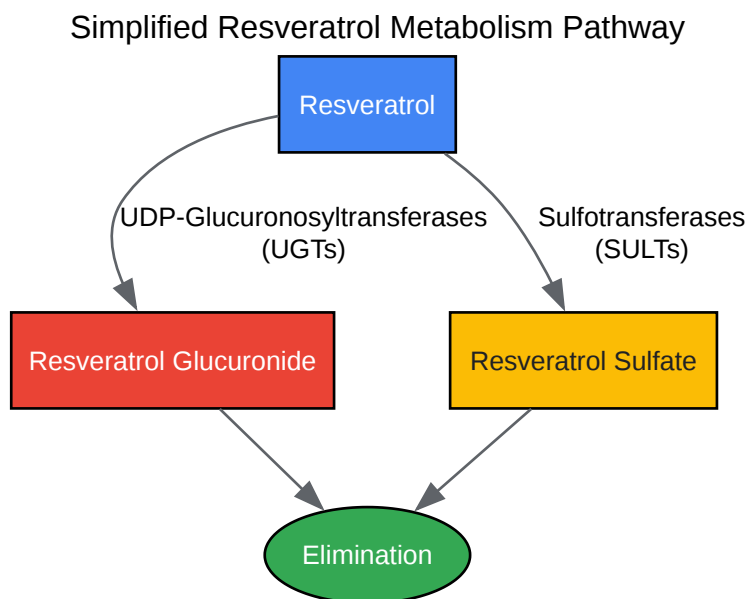 Simplified Resveratrol Metabolism Pathway
Resveratrol
UDP-Glucuronosyltransferases
(UGTs)
Sulfotransferases
(SULTs)
Resveratrol Glucuronide
Resveratrol Sulfate
Elimination